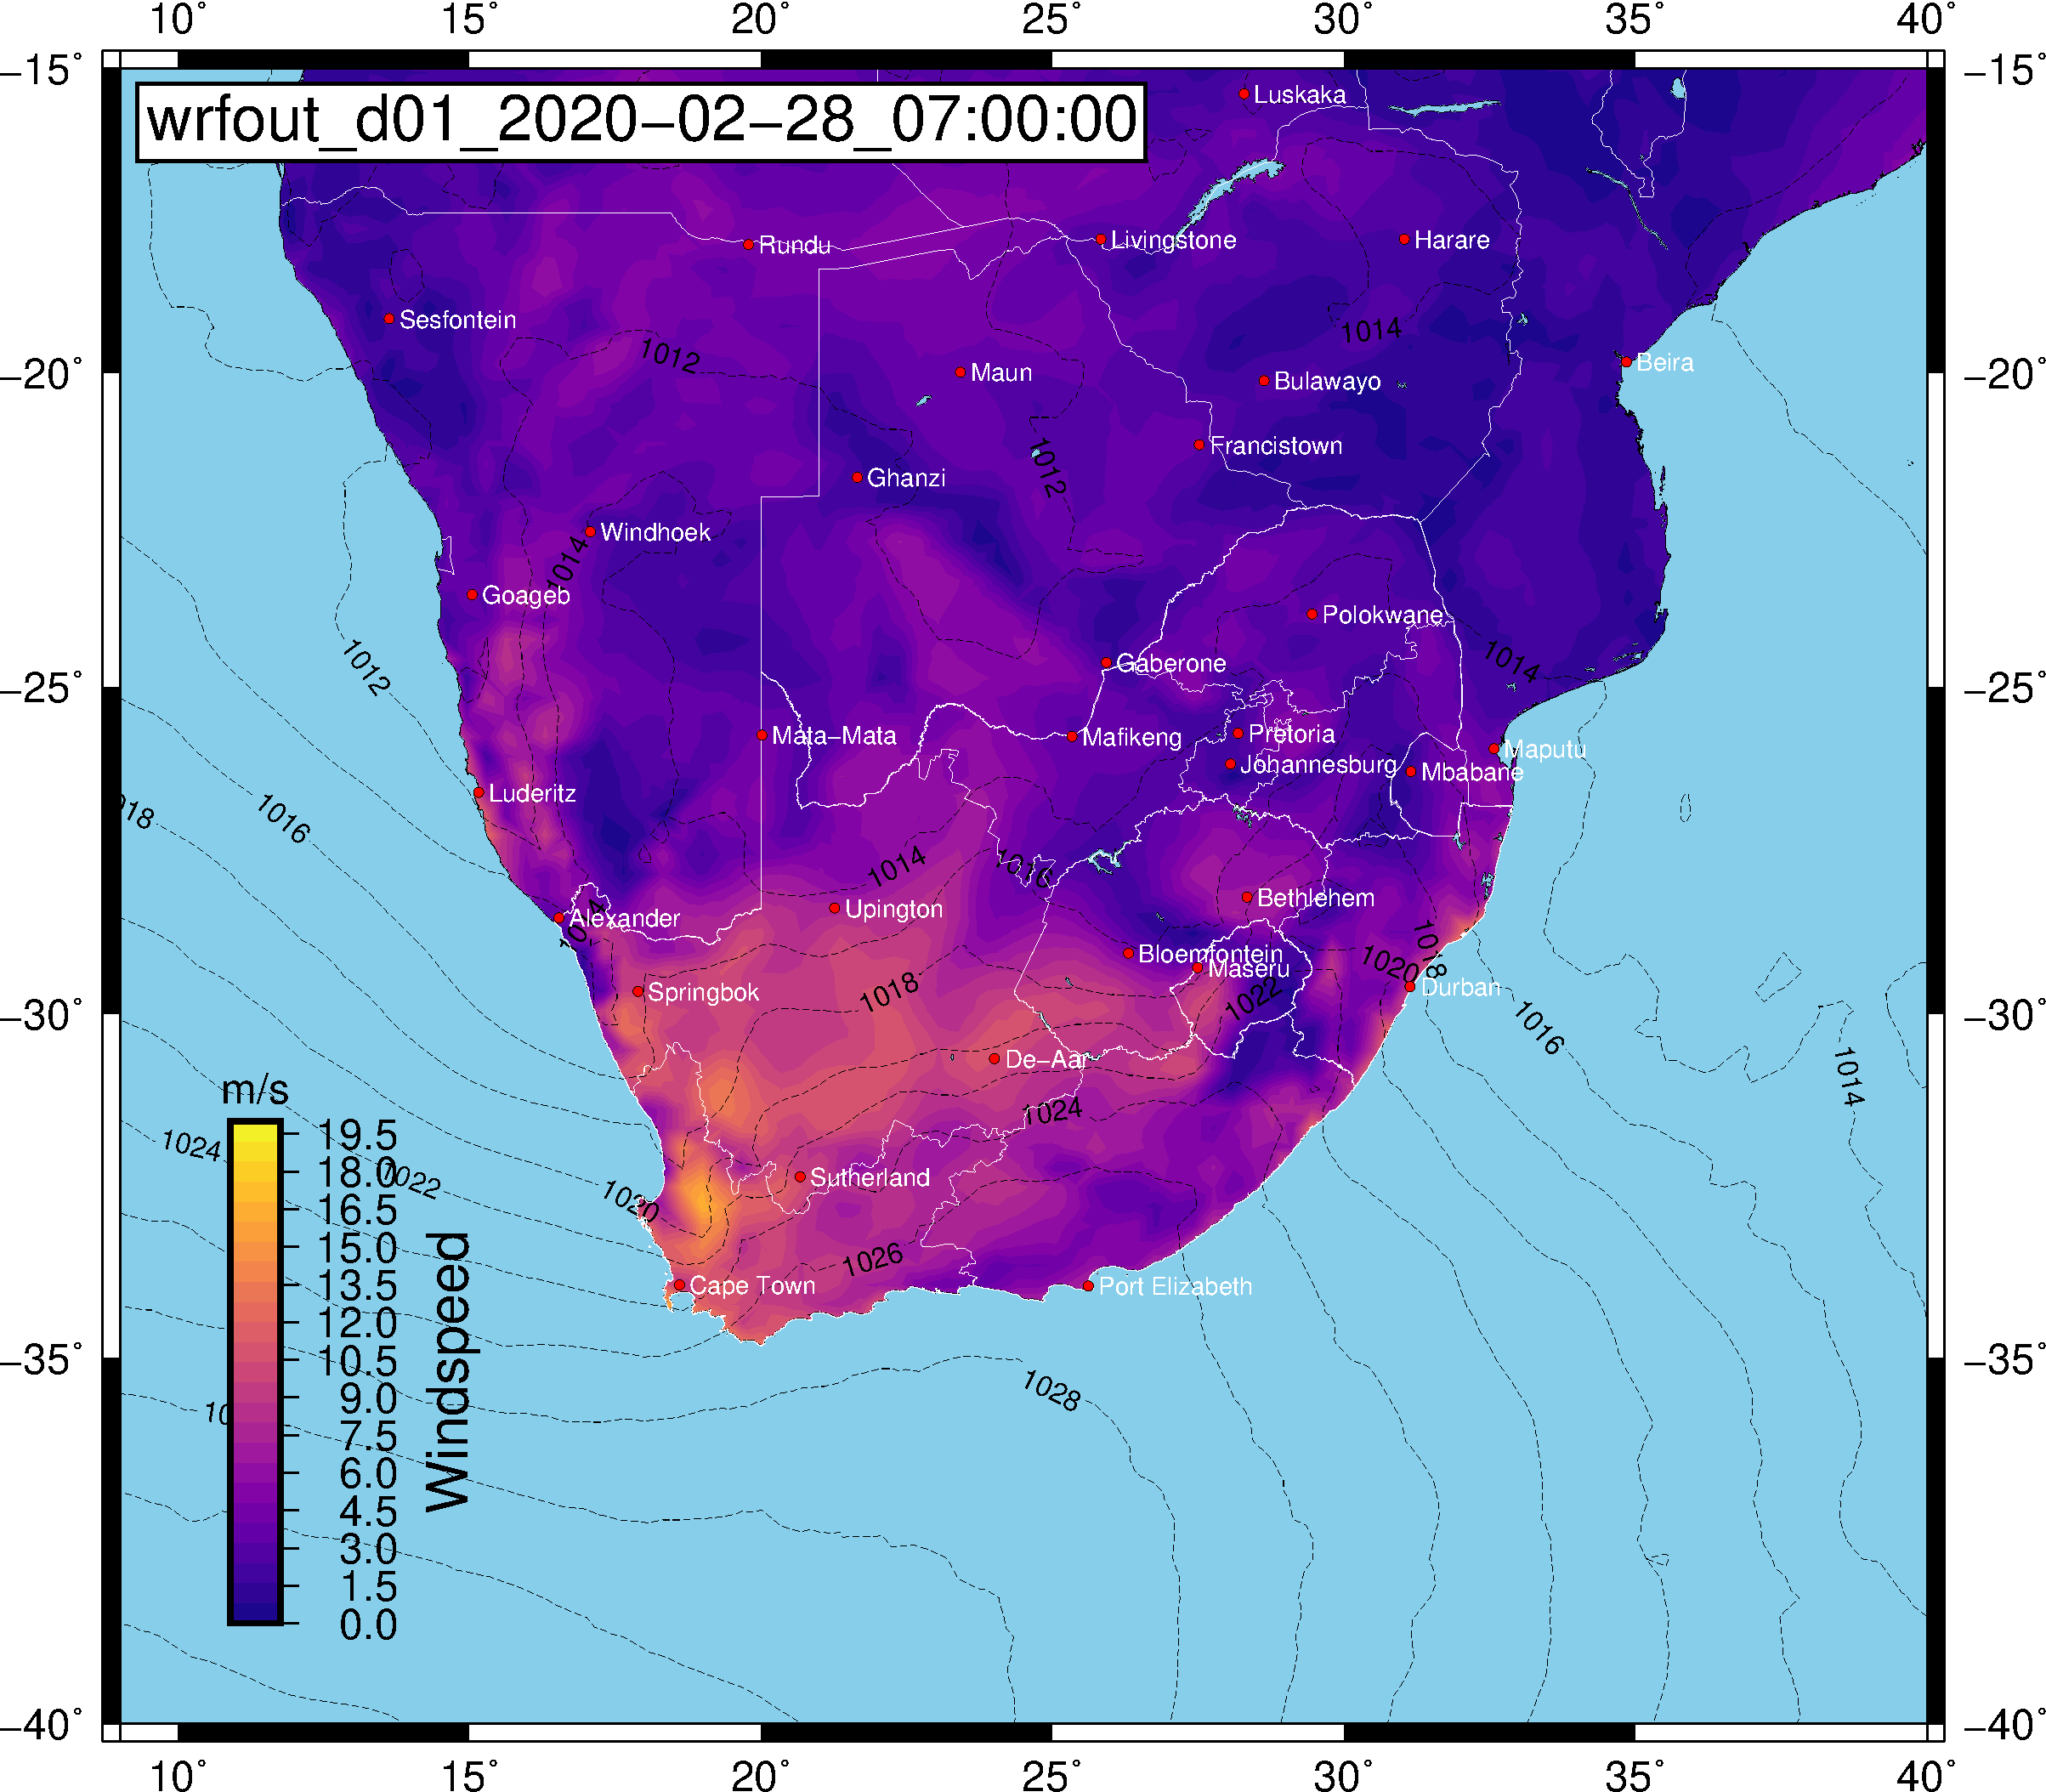 10° 15° 20° 25° 30° 35° 40°
−15° −15°
wrfout_d01_2020−02−28_07:00:00
Luskaka
Rundu Livingstone Harare
Sesfontein
1012 1014
−20° Maun Bulawayo Beira −20°
Francistown
1012
Ghanzi
Windhoek
1014
Goageb Polokwane
1012 Gaberone 1014
−25° −25°
Mata−Mata Mafikeng Pretoria Maputu
Johannesburg Mbabane
Luderitz
018 1016
1014 1016
Alexander Upington Bethlehem
1014
Bloemfontein 1018
Maseru 1020
Springbok 1018 1022 Durban
−30° 1016 −30°
De−Aar 1014
m/s
1024
19.5
1024
18.0 1022 Sutherland
16.5 1020
15.0 1026
13.5 Cape Town Port Elizabeth
12.0
−35° 10.5 −35°
9.0 1028
10
7.5
6.0
4.5
3.0
1.5
0.0
Windspeed
−40° −40°
10° 15° 20° 25° 30° 35° 40°